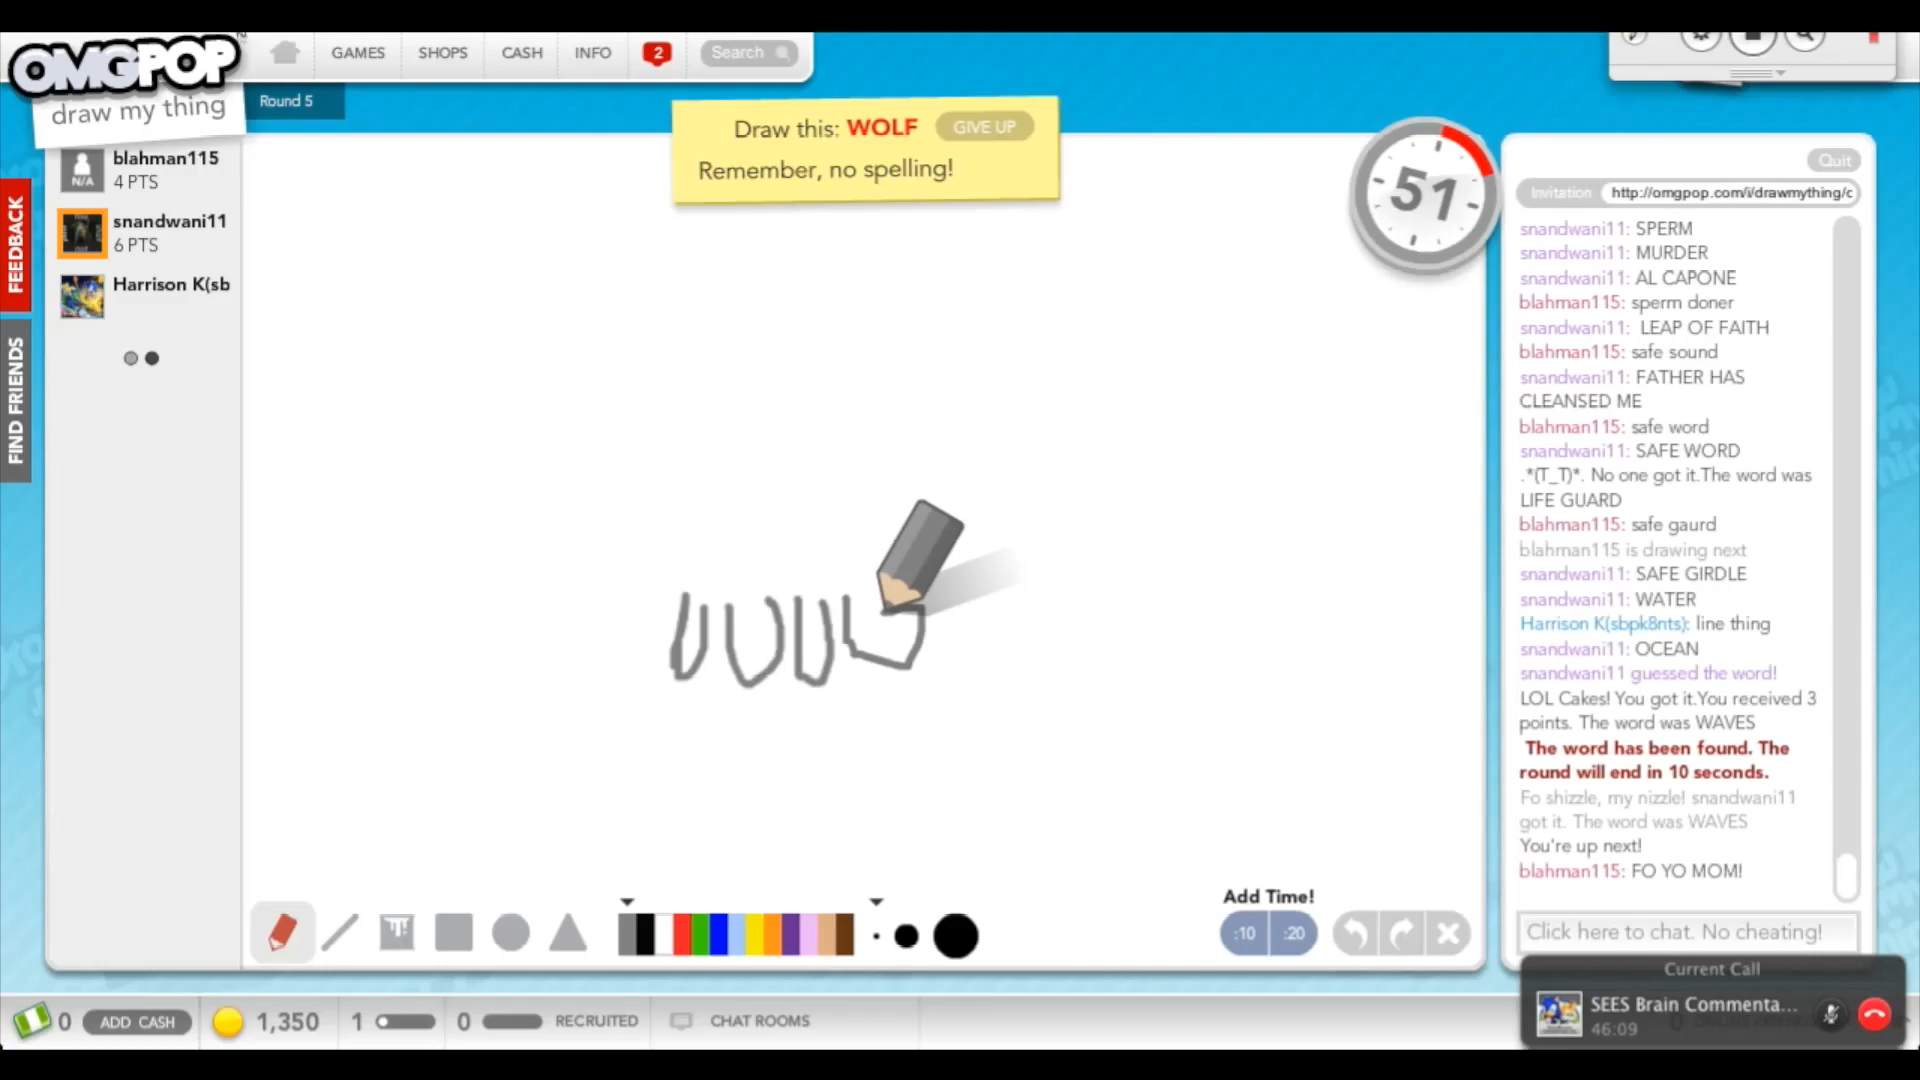 OMGPOP
draw my thing
GAMES
SHOPS
CASH
INFO
2
Search
Round 5
Draw this: WOLF
GIVE UP
Remember, no spelling!
51
FEEDBACK
FIND FRIENDS
N/A
blahman115
4 PTS
snandwani11
6 PTS
Harrison K(sb
Quit
Invitation
http://omgpop.com/i/drawmything/c
snandwani11: SPERM
snandwani11: MURDER
snandwani11: AL CAPONE
blahman115: sperm doner
snandwani11: LEAP OF FAITH
blahman115: safe sound
snandwani11: FATHER HAS
CLEANSED ME
blahman115: safe word
snandwani11: SAFE WORD
.*(T_T)*. No one got it.The word was
LIFE GUARD
blahman115: safe gaurd
blahman115 is drawing next
snandwani11: SAFE GIRDLE
snandwani11: WATER
Harrison K(sbpk8nts): line thing
snandwani11: OCEAN
snandwani11 guessed the word!
LOL Cakes! You got it.You received 3
points. The word was WAVES
The word has been found. The
round will end in 10 seconds.
Fo shizzle, my nizzle! snandwani11
got it. The word was WAVES
You're up next!
blahman115: FO YO MOM!
Click here to chat. No cheating!
Add Time!
:10
:20
Current Call
SEES Brain Commenta...
46:09
0
ADD CASH
1,350
1
0
RECRUITED
CHAT ROOMS